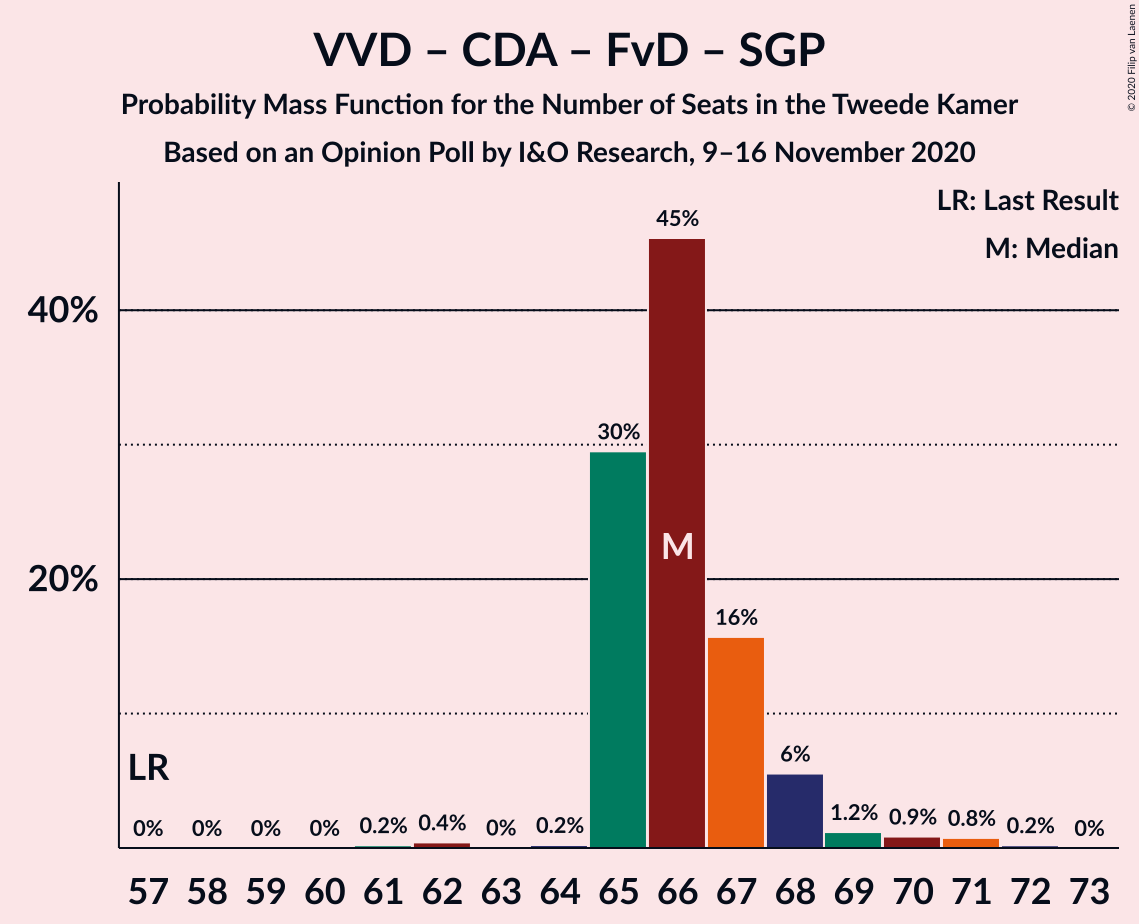 VVD – CDA – FvD – SGP
Probability Mass Function for the Number of Seats in the Tweede Kamer
Based on an Opinion Poll by I&O Research, 9–16 November 2020
© 2020 Filip van Laenen
LR: Last Result
M: Median
40%
20%
LR
M
0% 0% 0% 0% 0.2% 0.4% 0% 0.2% 30% 45% 16% 6% 1.2% 0.9% 0.8% 0.2% 0%
57 58 59 60 61 62 63 64 65 66 67 68 69 70 71 72 73